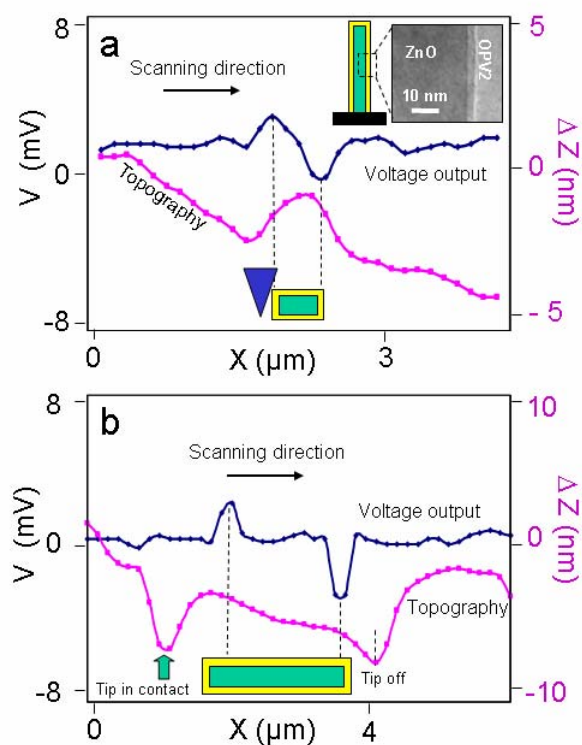 a
8
V (mV)
0
-8
Scanning direction
ZnO
OPV2
10 nm
5
Δ Z (nm)
0
- 5
Voltage output
Topography
0
3
X (μm)
b
8
V (mV)
0
-8
Scanning direction
10
Δ Z (nm)
0
-10
Voltage output
Topography
Tip in contact
Tip off
0
4
X (μm)